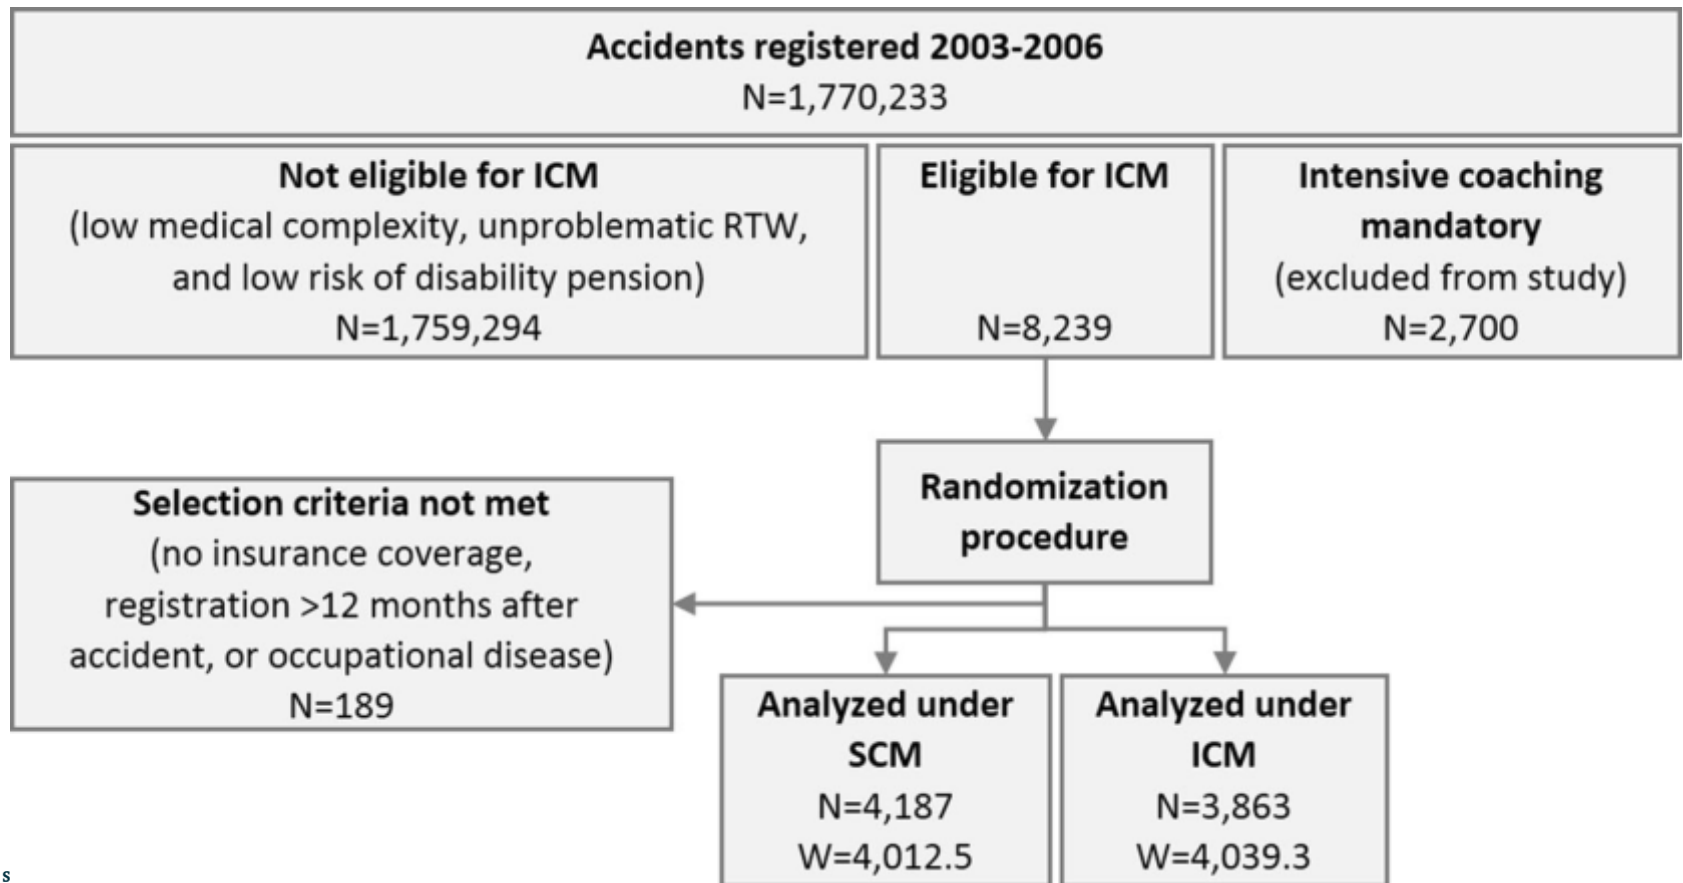 Accidents registered 2003-2006
N=1,770,233
Not eligible for ICM
(low medical complexity, unproblematic RTW,
and low risk of disability pension)
N=1,759,294
Eligible for ICM
N=8,239
Intensive coaching
mandatory
(excluded from study)
N=2,700
Randomization
procedure
Selection criteria not met
(no insurance coverage,
registration >12 months after
accident, or occupational disease)
N=189
Analyzed under
SCM
N=4,187
W=4,012.5
Analyzed under
ICM
N=3,863
W=4,039.3
s